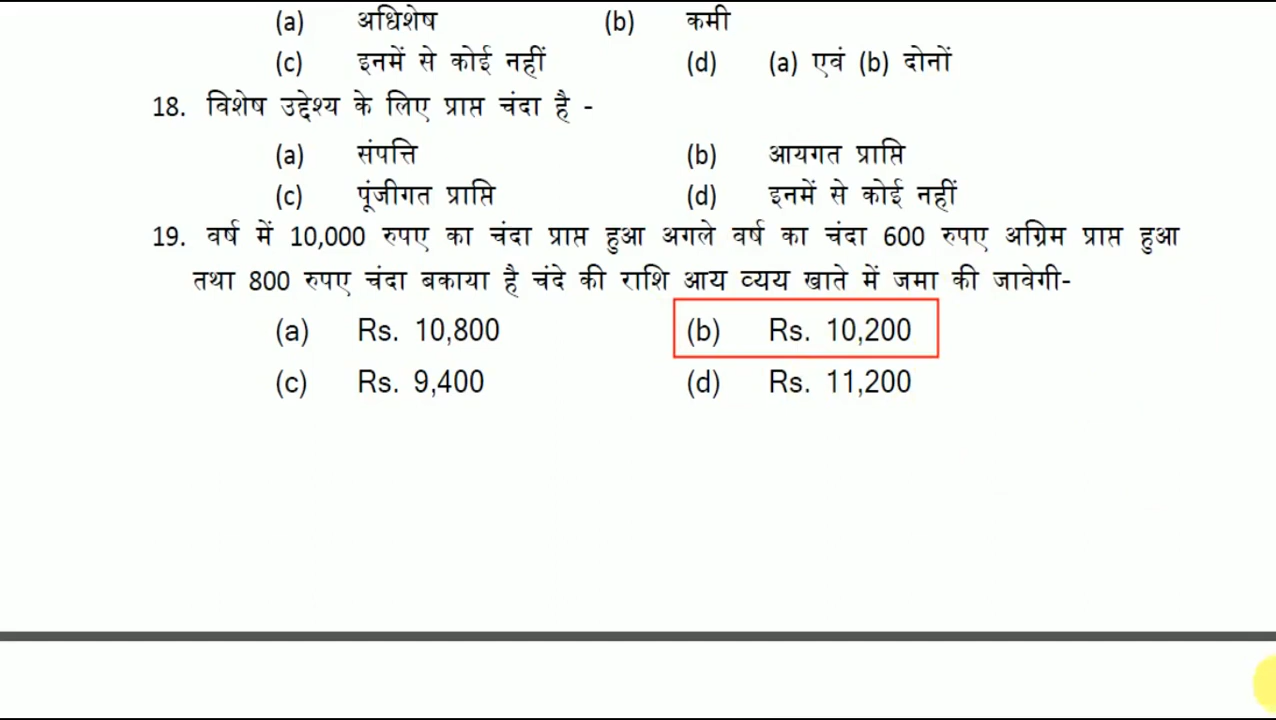 (a) अधिशेष (b) कमी
(c) इनमें से कोई नहीं (d) (a) एवं (b) दोनों
18. विशेष उद्देश्य के लिए प्राप्त चंदा है -
(a) संपत्ति (b) आयगत प्राप्ति
(c) पूंजीगत प्राप्ति (d) इनमें से कोई नहीं
19. वर्ष में 10,000 रुपए का चंदा प्राप्त हुआ अगले वर्ष का चंदा 600 रुपए अग्रिम प्राप्त हुआ
तथा 800 रुपए चंदा बकाया है चंदे की राशि आय व्यय खाते में जमा की जावेगी-
(a) Rs. 10,800 (b) Rs. 10,200
(c) Rs. 9,400 (d) Rs. 11,200